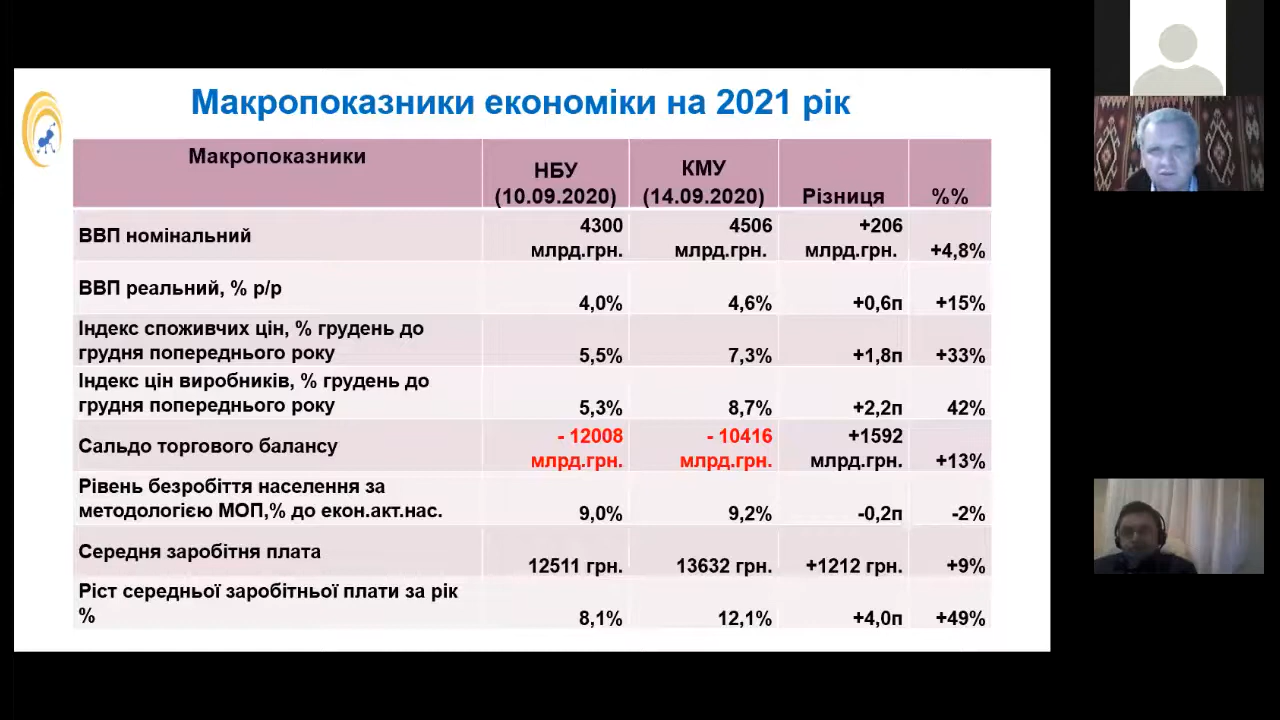 Макропоказники економіки на 2021 рік
Макропоказники
НБУ
(10.09.2020)
КМУ
(14.09.2020)
Різниця
%%
ВВП номінальний
4300
млрд.грн.
4506
млрд.грн.
+206
млрд.грн.
+4,8%
ВВП реальний, % р/р
4,0%
4,6%
+0,6п
+15%
Індекс споживчих цін, % грудень до
грудня попереднього року
5,5%
7,3%
+1,8п
+33%
Індекс цін виробників, % грудень до
грудня попереднього року
5,3%
8,7%
+2,2п
42%
Сальдо торгового балансу
- 12008
млрд.грн.
- 10416
млрд.грн.
+1592
млрд.грн.
+13%
Рівень безробіття населення за
методологією МОП,% до екон.акт.нас.
9,0%
9,2%
-0,2п
-2%
Середня заробітня плата
12511 грн.
13632 грн.
+1212 грн.
+9%
Ріст середньої заробітньої плати за рік
%
8,1%
12,1%
+4,0п
+49%